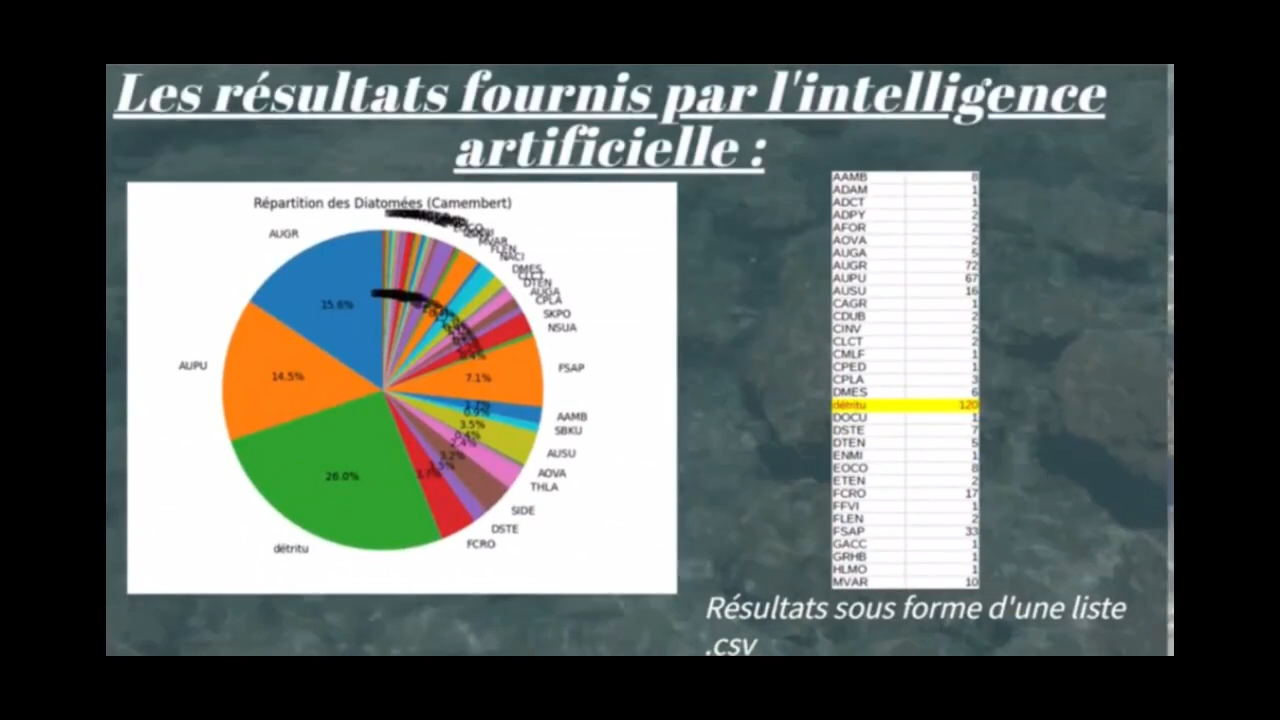 Les résultats fournis par l'intelligence
artificielle :
Répartition des Diatomées (Camembert)
AUGR
15.6%
AUPU
14.5%
26.0%
détritu
MVAR
FLEN
NACI
DMES
CLCT
DTEN
AUGA
CPLA
SKPO
NSUA
FSAP
7.1%
AAMB
SBKU
3.5%
AUSU
AOVA
THLA
3.2%
SIDE
DSTE
FCRO
AAMB 8
ADAM 1
ADCT 1
ADPY 2
AFOR 2
AOVA 2
AUGA 5
AUGR 72
AUPU 67
AUSU 16
CAGR 1
CDUB 2
CINV 2
CLCT 2
CMLF 1
CPED 1
CPLA 3
DMES 6
détritu 120
DOCU 1
DSTE 7
DTEN 5
ENMI 1
EOCO 8
ETEN 2
FCRO 17
FFVI 1
FLEN 2
FSAP 33
GACC 1
GRHB 1
HLMO 1
MVAR 10
Résultats sous forme d'une liste
.csv